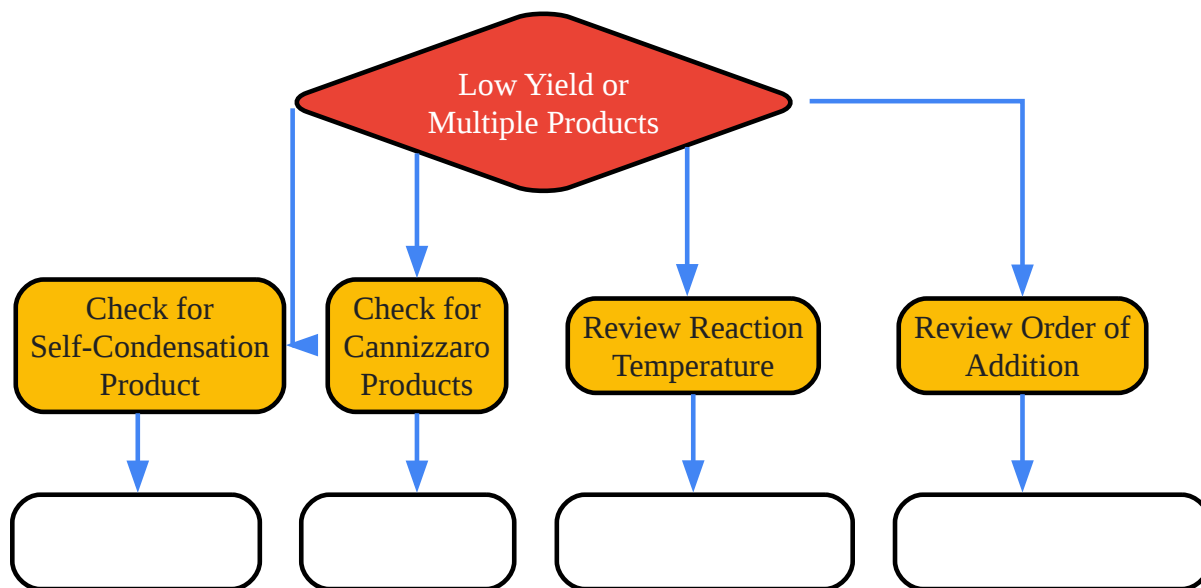 Low Yield or
Multiple Products
Check for
Self-Condensation
Product
Check for
Cannizzaro
Products
Review Reaction
Temperature
Review Order of
Addition